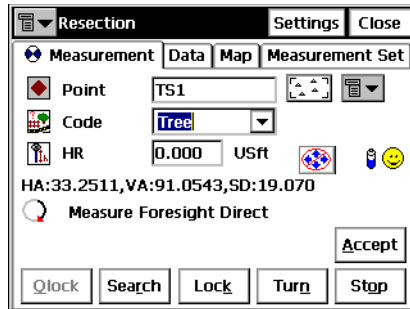 Resection Settings Close
Measurement Data Map Measurement Set
Point TS1
Code Tree
HR 0.000 USft
HA:33.2511,VA:91.0543,SD:19.070
Measure Foresight Direct
Accept
Qlock Search Lock Turn Stop